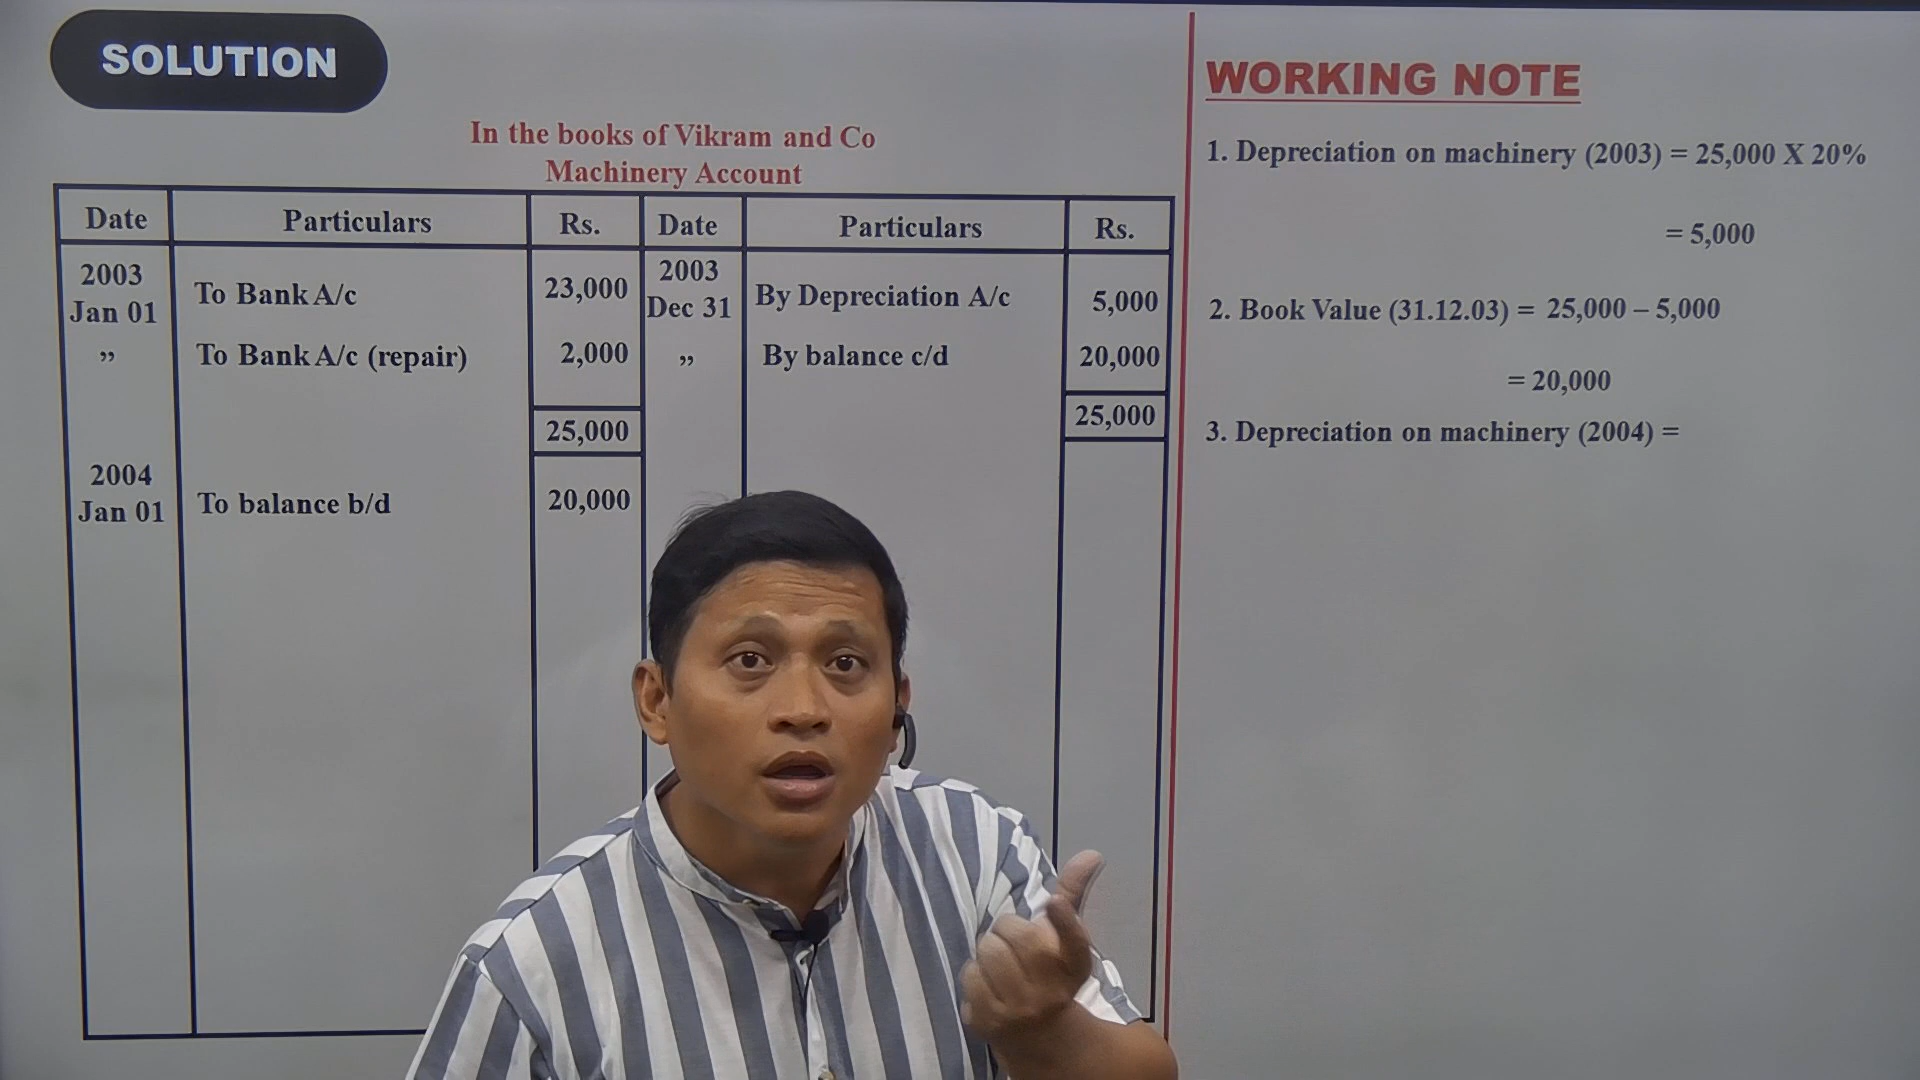 SOLUTION
In the books of Vikram and Co
Machinery Account
Date Particulars Rs. Date Particulars Rs.
2003 Jan 01 To Bank A/c 23,000 2003 Dec 31 By Depreciation A/c 5,000
” To Bank A/c (repair) 2,000 ” By balance c/d 20,000
25,000 25,000
2004 Jan 01 To balance b/d 20,000
WORKING NOTE
1. Depreciation on machinery (2003) = 25,000 X 20%
= 5,000
2. Book Value (31.12.03) = 25,000 – 5,000
= 20,000
3. Depreciation on machinery (2004) =